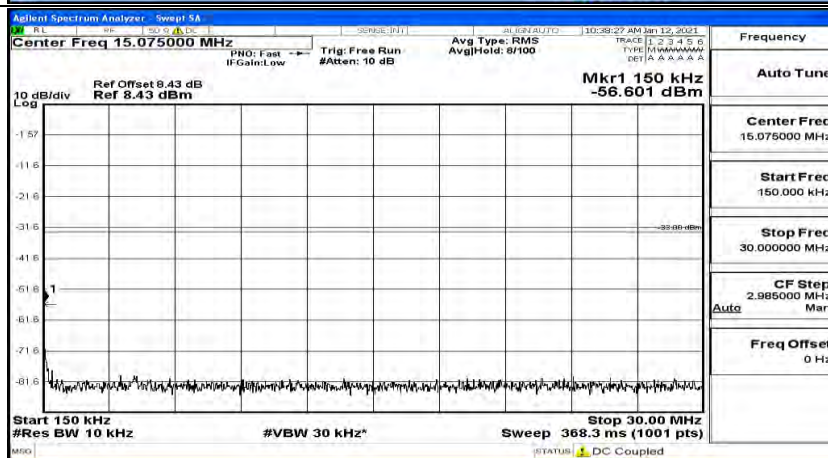 Agilent Spectrum Analyzer - Swept SA
RL RF 50 Ω DC SENSE:INT ALIGN AUTO 10:38:27 AM Jan 12, 2021
Center Freq 15.075000 MHz
PNO: Fast
IFGain:Low
Trig: Free Run
#Atten: 10 dB
Avg Type: RMS
Avg|Hold: 8/100
TRACE 1 2 3 4 5 6
TYPE MWWWWW
DET A A A A A A
Mkr1 150 kHz
-56.601 dBm
Ref Offset 8.43 dB
10 dB/div Ref 8.43 dBm
Log
-1.57
-11.6
-21.6
-31.6
-33.00 dBm
-41.6
-51.6
1
-61.6
-71.6
-81.6
Start 150 kHz Stop 30.00 MHz
#Res BW 10 kHz #VBW 30 kHz* Sweep 368.3 ms (1001 pts)
MSG STATUS DC Coupled
Frequency
Auto Tune
Center Freq
15.075000 MHz
Start Freq
150.000 kHz
Stop Freq
30.000000 MHz
CF Step
2.985000 MHz
Auto Man
Freq Offset
0 Hz